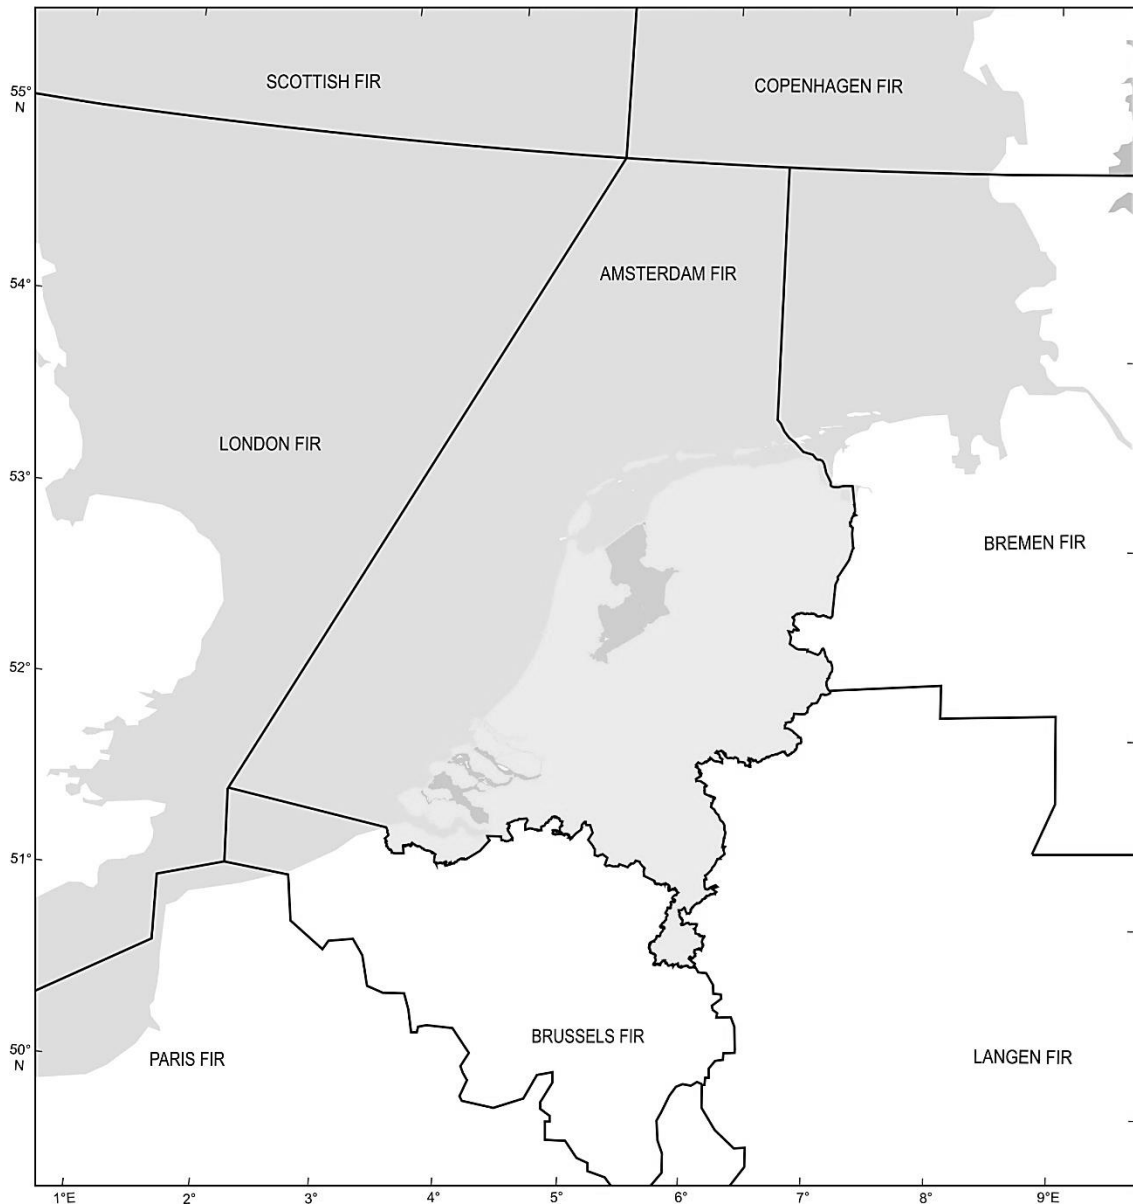 SCOTTISH FIR
COPENHAGEN FIR
55°
N
54°
AMSTERDAM FIR
LONDON FIR
53°
BREMEN FIR
52°
51°
BRUSSELS FIR
50°
N
PARIS FIR
LANGEN FIR
1°E
2°
3°
4°
5°
6°
7°
8°
9°E